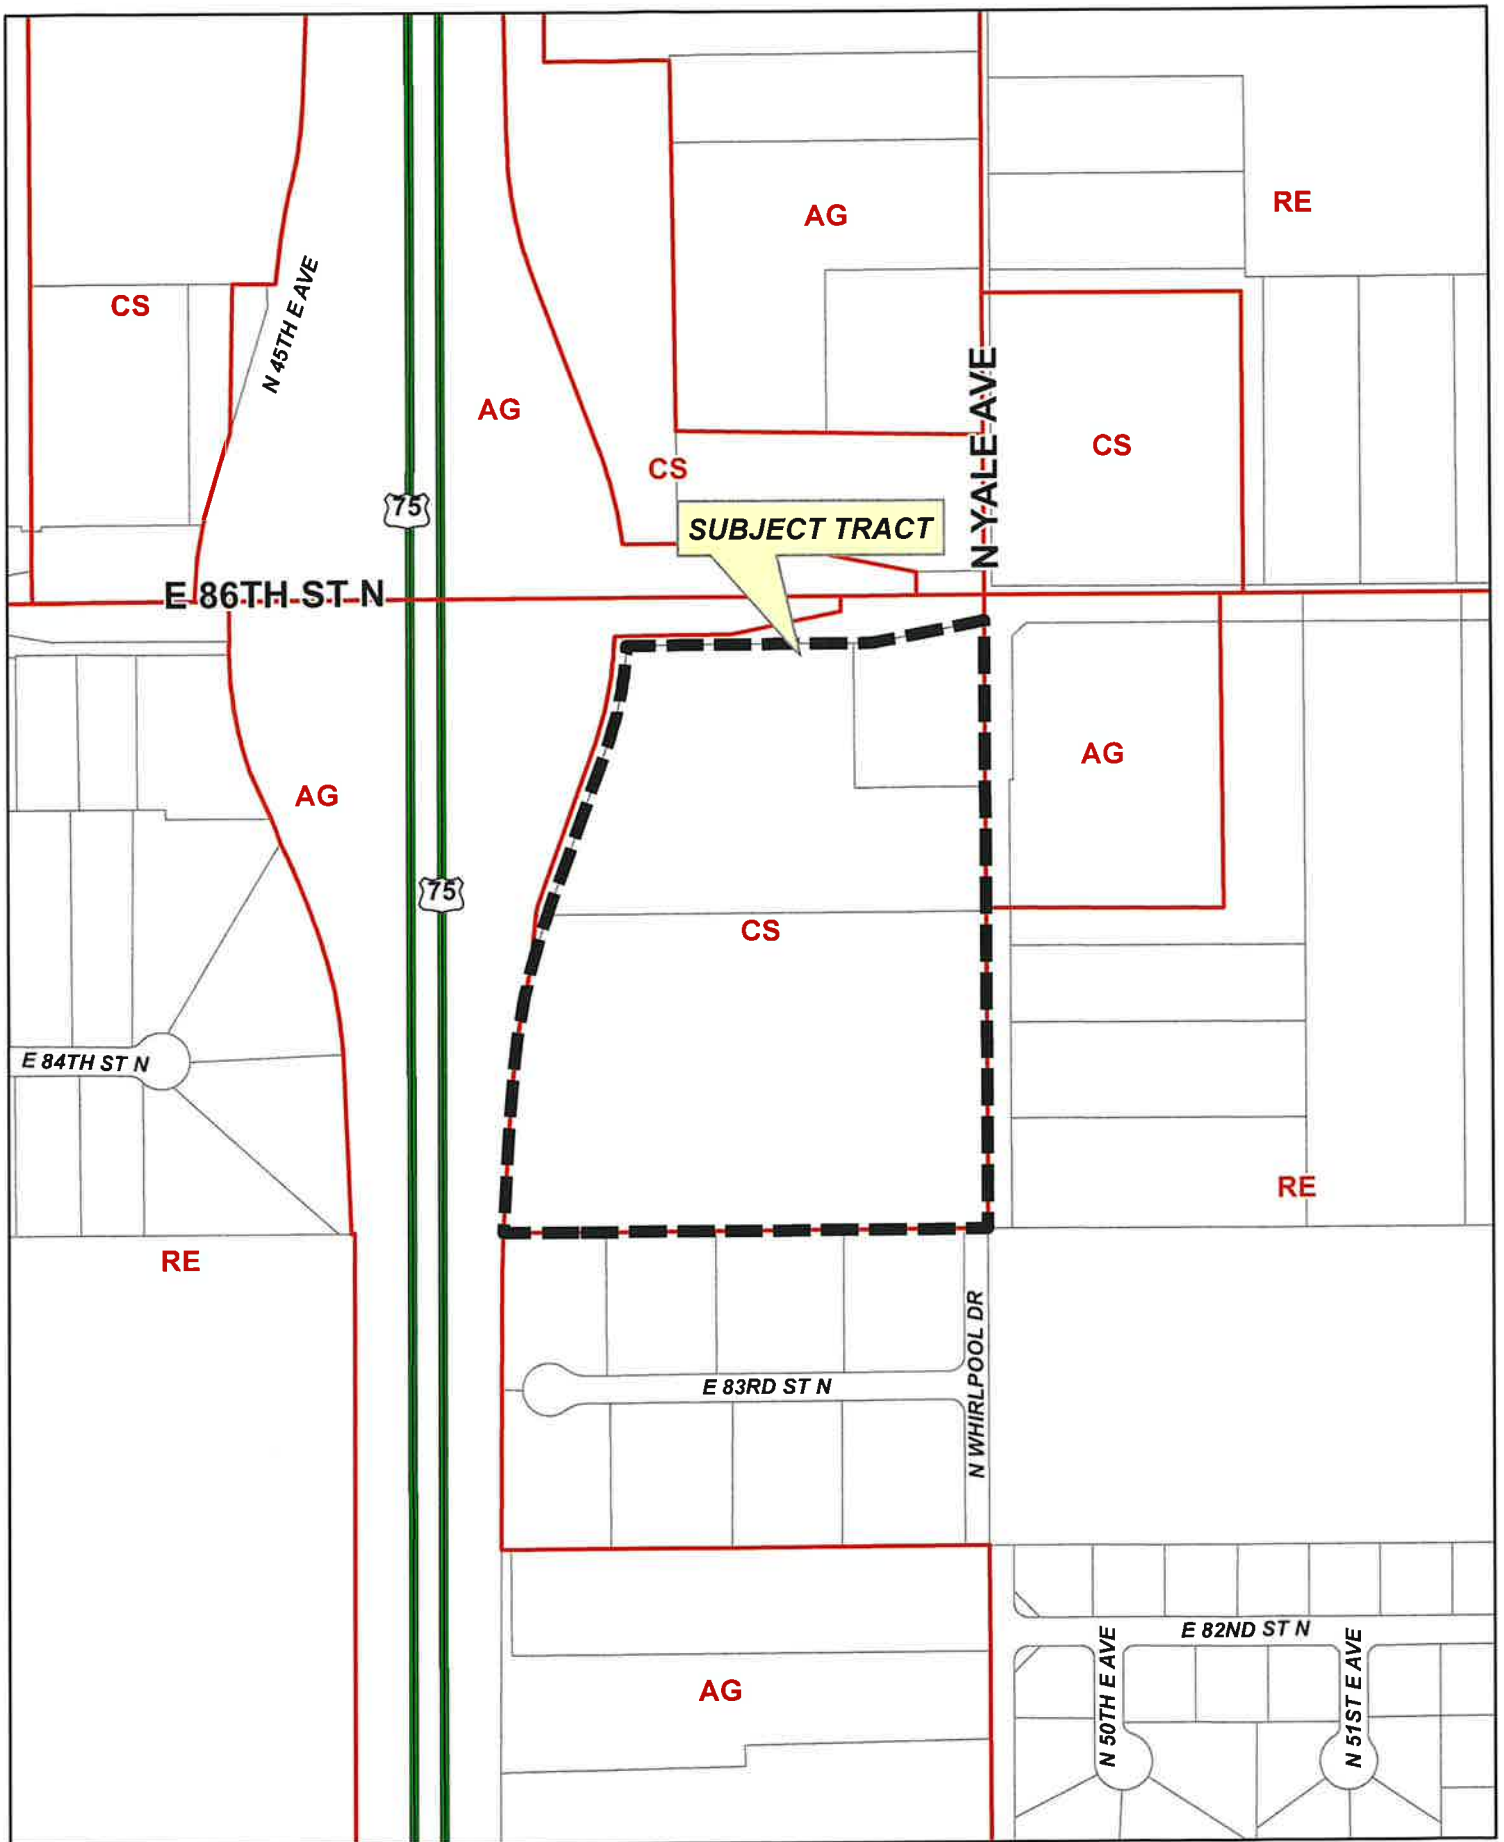 AG
RE
CS
N 45TH E AVE
AG
CS
N YALE AVE
CS
75
SUBJECT TRACT
E 86TH ST N
AG
AG
75
CS
E 84TH ST N
RE
RE
N WHIRLPOOL DR
E 83RD ST N
E 82ND ST N
AG
N 50TH E AVE
N 51ST E AVE